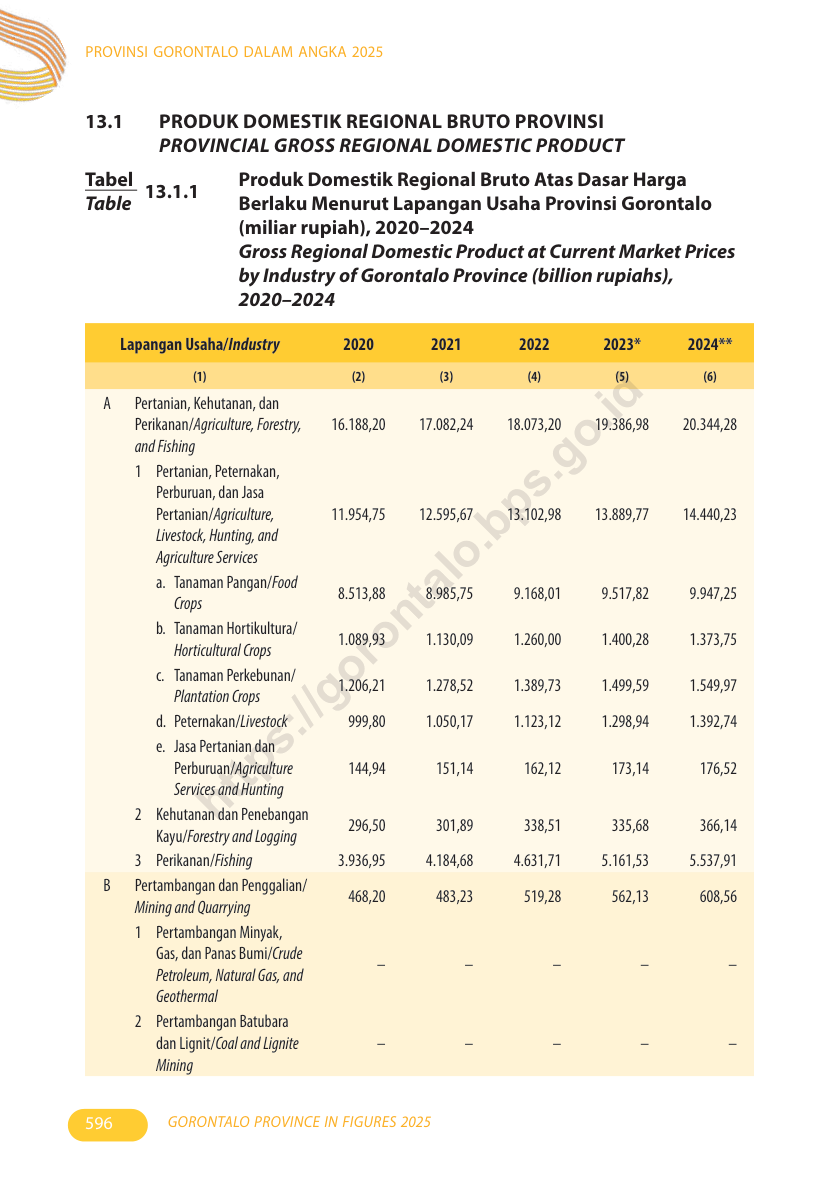 PROVINSI GORONTALO DALAM ANGKA 2025
13.1 PRODUK DOMESTIK REGIONAL BRUTO PROVINSI
PROVINCIAL GROSS REGIONAL DOMESTIC PRODUCT
Tabel
Table
13.1.1
Produk Domestik Regional Bruto Atas Dasar Harga
Berlaku Menurut Lapangan Usaha Provinsi Gorontalo
(miliar rupiah), 2020–2024
Gross Regional Domestic Product at Current Market Prices
by Industry of Gorontalo Province (billion rupiahs),
2020–2024
Lapangan Usaha/Industry 2020 2021 2022 2023* 2024**
(1) (2) (3) (4) (5) (6)
A Pertanian, Kehutanan, dan
Perikanan/Agriculture, Forestry, 16.188,20 17.082,24 18.073,20 19.386,98 20.344,28
and Fishing
1 Pertanian, Peternakan,
Perburuan, dan Jasa
Pertanian/Agriculture, 11.954,75 12.595,67 13.102,98 13.889,77 14.440,23
Livestock, Hunting, and
Agriculture Services
a. Tanaman Pangan/Food
Crops 8.513,88 8.985,75 9.168,01 9.517,82 9.947,25
b. Tanaman Hortikultura/
Horticultural Crops 1.089,93 1.130,09 1.260,00 1.400,28 1.373,75
c. Tanaman Perkebunan/
Plantation Crops 1.206,21 1.278,52 1.389,73 1.499,59 1.549,97
d. Peternakan/Livestock 999,80 1.050,17 1.123,12 1.298,94 1.392,74
e. Jasa Pertanian dan
Perburuan/Agriculture 144,94 151,14 162,12 173,14 176,52
Services and Hunting
2 Kehutanan dan Penebangan
Kayu/Forestry and Logging 296,50 301,89 338,51 335,68 366,14
3 Perikanan/Fishing 3.936,95 4.184,68 4.631,71 5.161,53 5.537,91
B Pertambangan dan Penggalian/
Mining and Quarrying 468,20 483,23 519,28 562,13 608,56
1 Pertambangan Minyak,
Gas, dan Panas Bumi/Crude
Petroleum, Natural Gas, and – – – – –
Geothermal
2 Pertambangan Batubara
dan Lignit/Coal and Lignite – – – – –
Mining
https://gorontalo.bps.go.id
596 GORONTALO PROVINCE IN FIGURES 2025